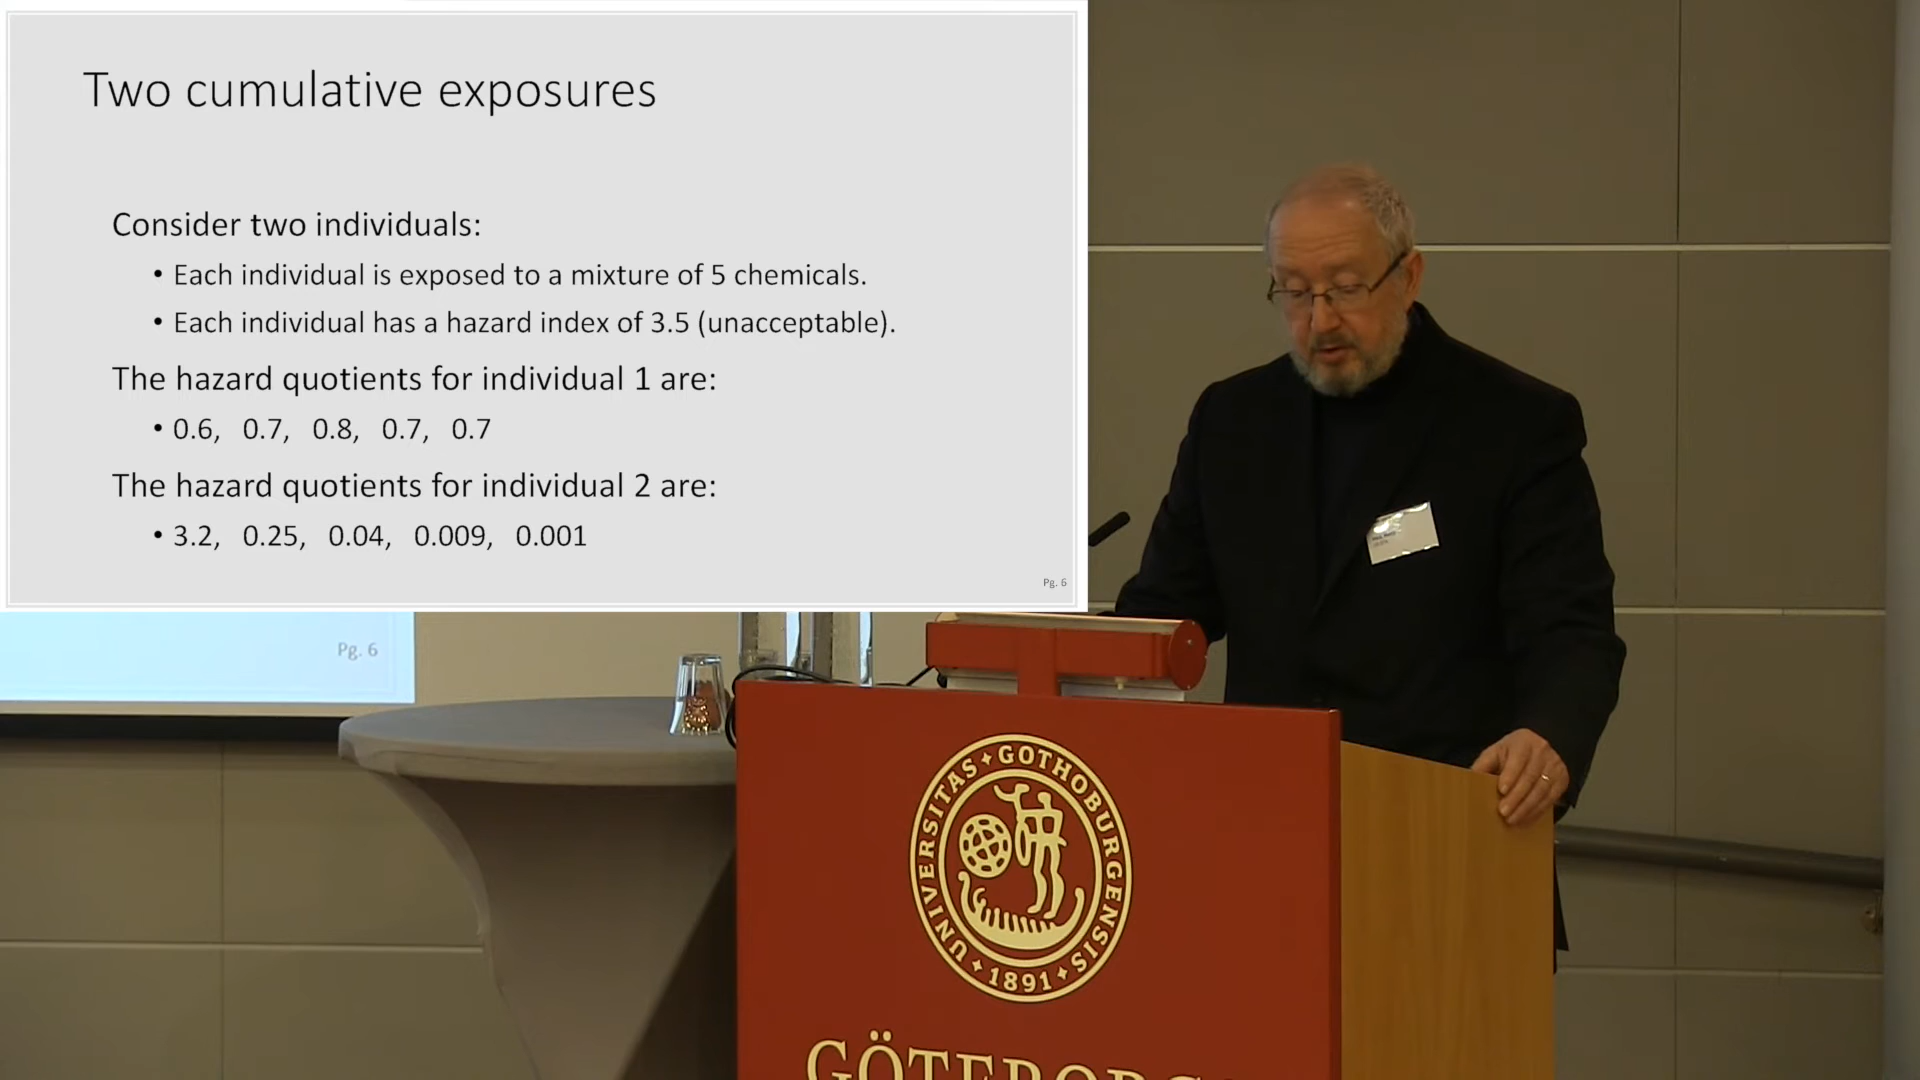 Two cumulative exposures
Consider two individuals:
• Each individual is exposed to a mixture of 5 chemicals.
• Each individual has a hazard index of 3.5 (unacceptable).
The hazard quotients for individual 1 are:
• 0.6, 0.7, 0.8, 0.7, 0.7
The hazard quotients for individual 2 are:
• 3.2, 0.25, 0.04, 0.009, 0.001
Pg. 6
Pg. 6
UNIVERSITAS GOTHOBURGENSIS
1891